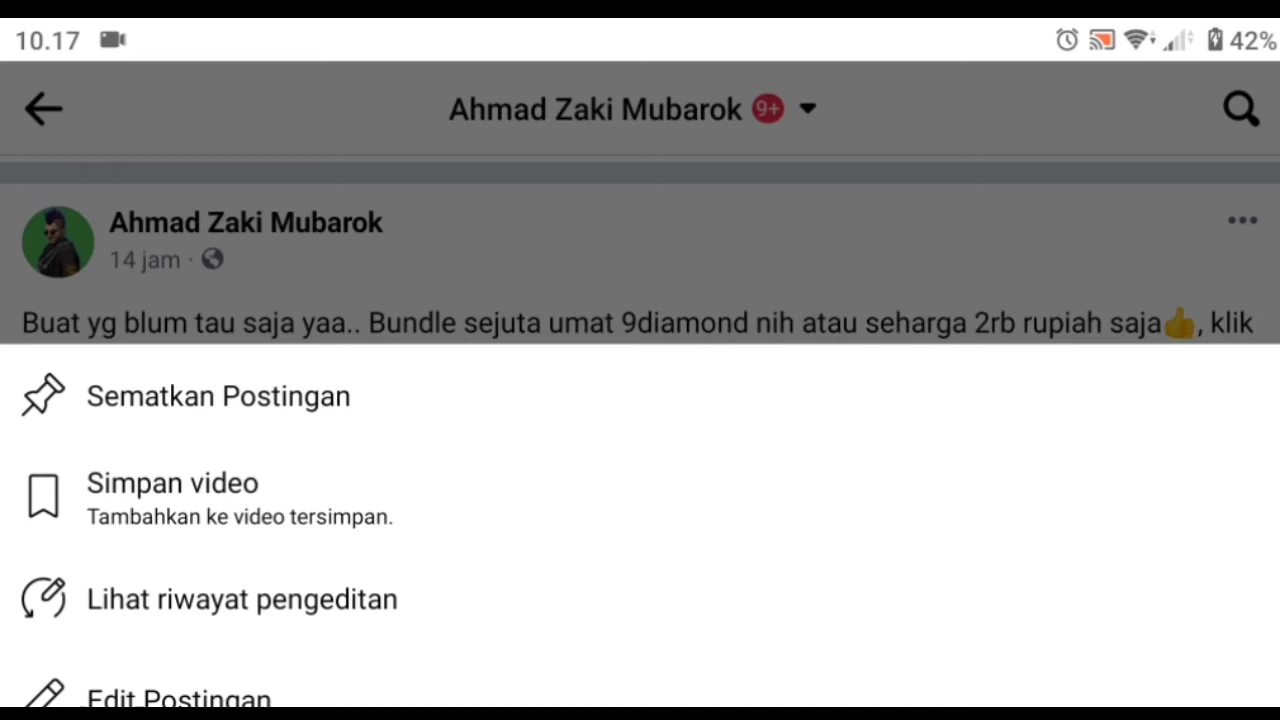 10.17
42%
Ahmad Zaki Mubarok 9+
Ahmad Zaki Mubarok
14 jam ·
Buat yg blum tau saja yaa.. Bundle sejuta umat 9diamond nih atau seharga 2rb rupiah saja👍, klik
Sematkan Postingan
Simpan video
Tambahkan ke video tersimpan.
Lihat riwayat pengeditan
Edit Postingan